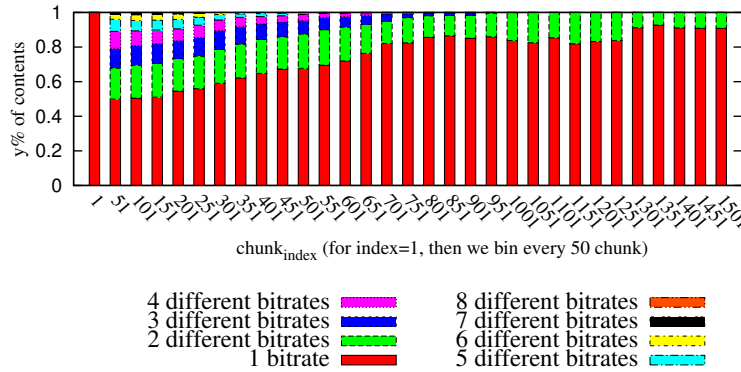 1
0.8
0.6
0.4
0.2
0
y% of contents
1 51 101 151 201 251 301 351 401 451 501 551 601 651 701 751 801 851 901 951 1001 1051 1101 1151 1201 1251 1301 1351 1401 1451 1501
chunk_index (for index=1, then we bin every 50 chunk)
4 different bitrates 8 different bitrates
3 different bitrates 7 different bitrates
2 different bitrates 6 different bitrates
1 bitrate 5 different bitrates